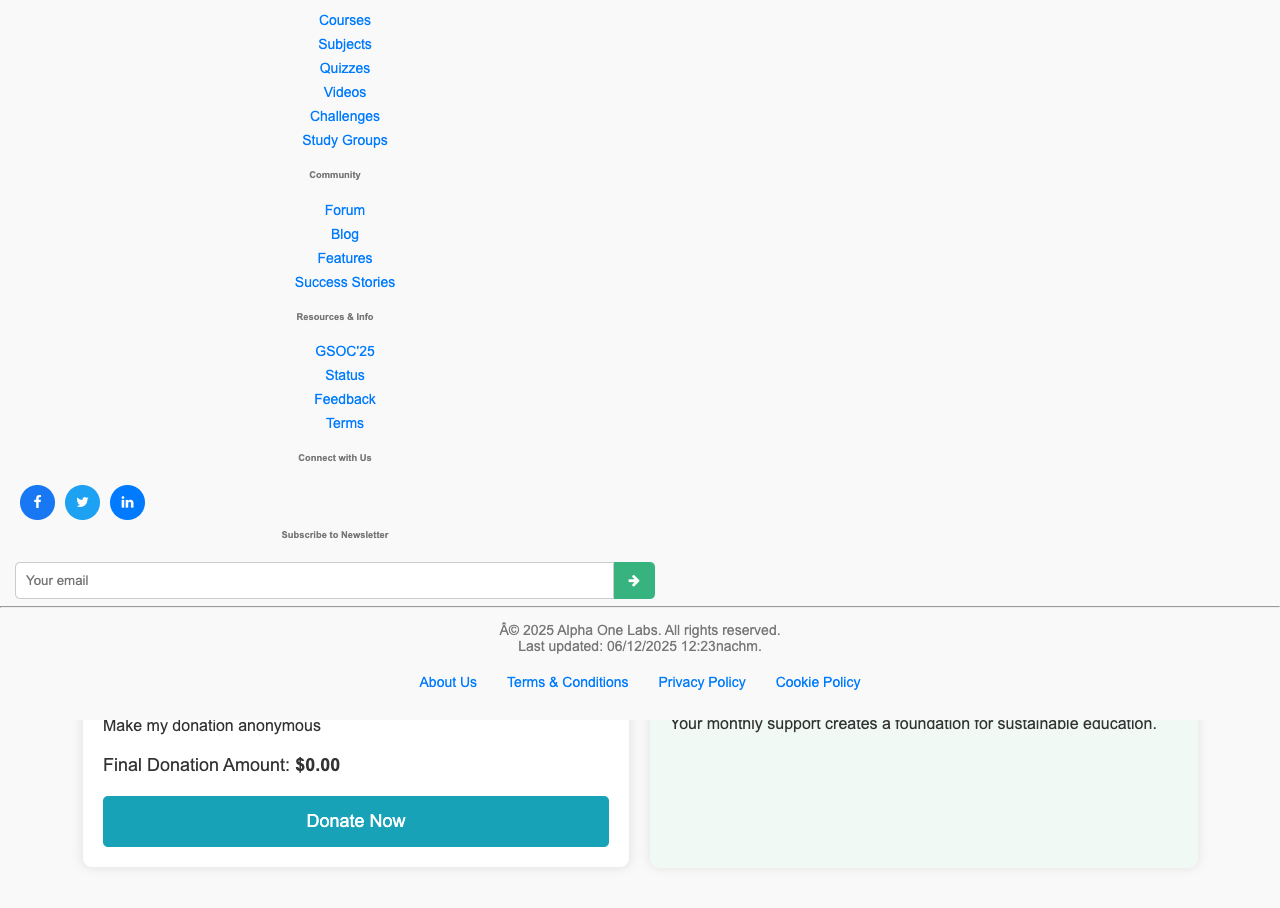 Courses
Subjects
Quizzes
Videos
Challenges
Study Groups
Community
Forum
Blog
Features
Success Stories
Resources & Info
GSOC'25
Status
Feedback
Terms
Connect with Us
Subscribe to Newsletter
Your email
Â© 2025 Alpha One Labs. All rights reserved.
Last updated: 06/12/2025 12:23nachm.
About Us Terms & Conditions Privacy Policy Cookie Policy
Make my donation anonymous
Final Donation Amount: $0.00
Donate Now
Your monthly support creates a foundation for sustainable education.